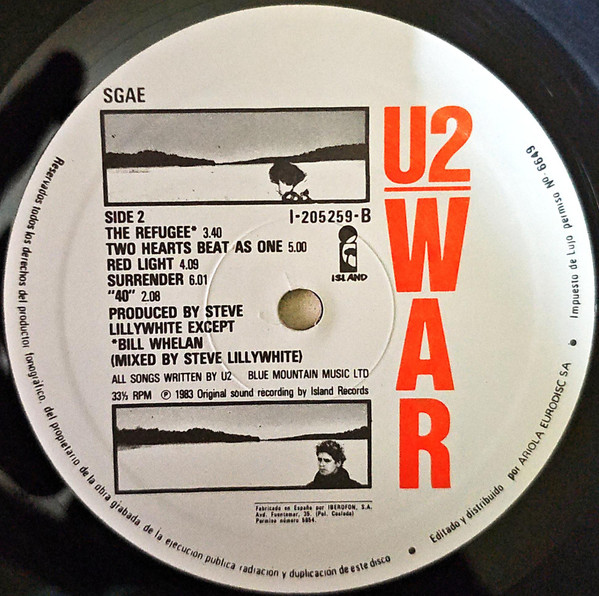 SGAE
U2
WAR
SIDE 2
I-205259-B
THE REFUGEE* 3.40
TWO HEARTS BEAT AS ONE 5.00
RED LIGHT 4.09
SURRENDER 6.01
"40" 2.08
PRODUCED BY STEVE
LILLYWHITE EXCEPT
*BILL WHELAN
(MIXED BY STEVE LILLYWHITE)
ISLAND
ALL SONGS WRITTEN BY U2 BLUE MOUNTAIN MUSIC LTD
33⅓ RPM ℗ 1983 Original sound recording by Island Records
Fabricado en España por IBEROFON, S.A.
Avd. Fuentemar, 35. (Pol. Coslada)
Permiso número 5954.
Reservados todos los derechos del productor fonográfico, del propietario de la obra grabada, de la ejecución publica radiación y duplicación de este disco
Editado y distribuido por ARIOLA EURODISC SA
Impuesto de Lujo permiso Nº 6649